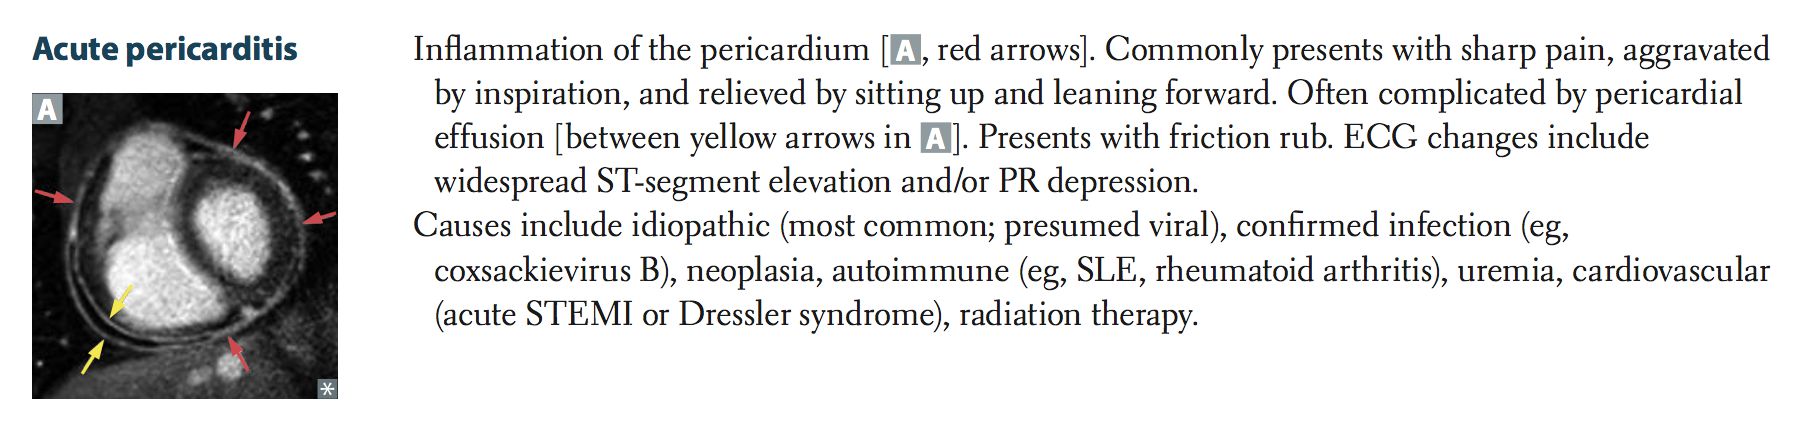 Acute pericarditis
A
*
Inflammation of the pericardium [A, red arrows]. Commonly presents with sharp pain, aggravated
by inspiration, and relieved by sitting up and leaning forward. Often complicated by pericardial
effusion [between yellow arrows in A]. Presents with friction rub. ECG changes include
widespread ST-segment elevation and/or PR depression.
Causes include idiopathic (most common; presumed viral), confirmed infection (eg,
coxsackievirus B), neoplasia, autoimmune (eg, SLE, rheumatoid arthritis), uremia, cardiovascular
(acute STEMI or Dressler syndrome), radiation therapy.